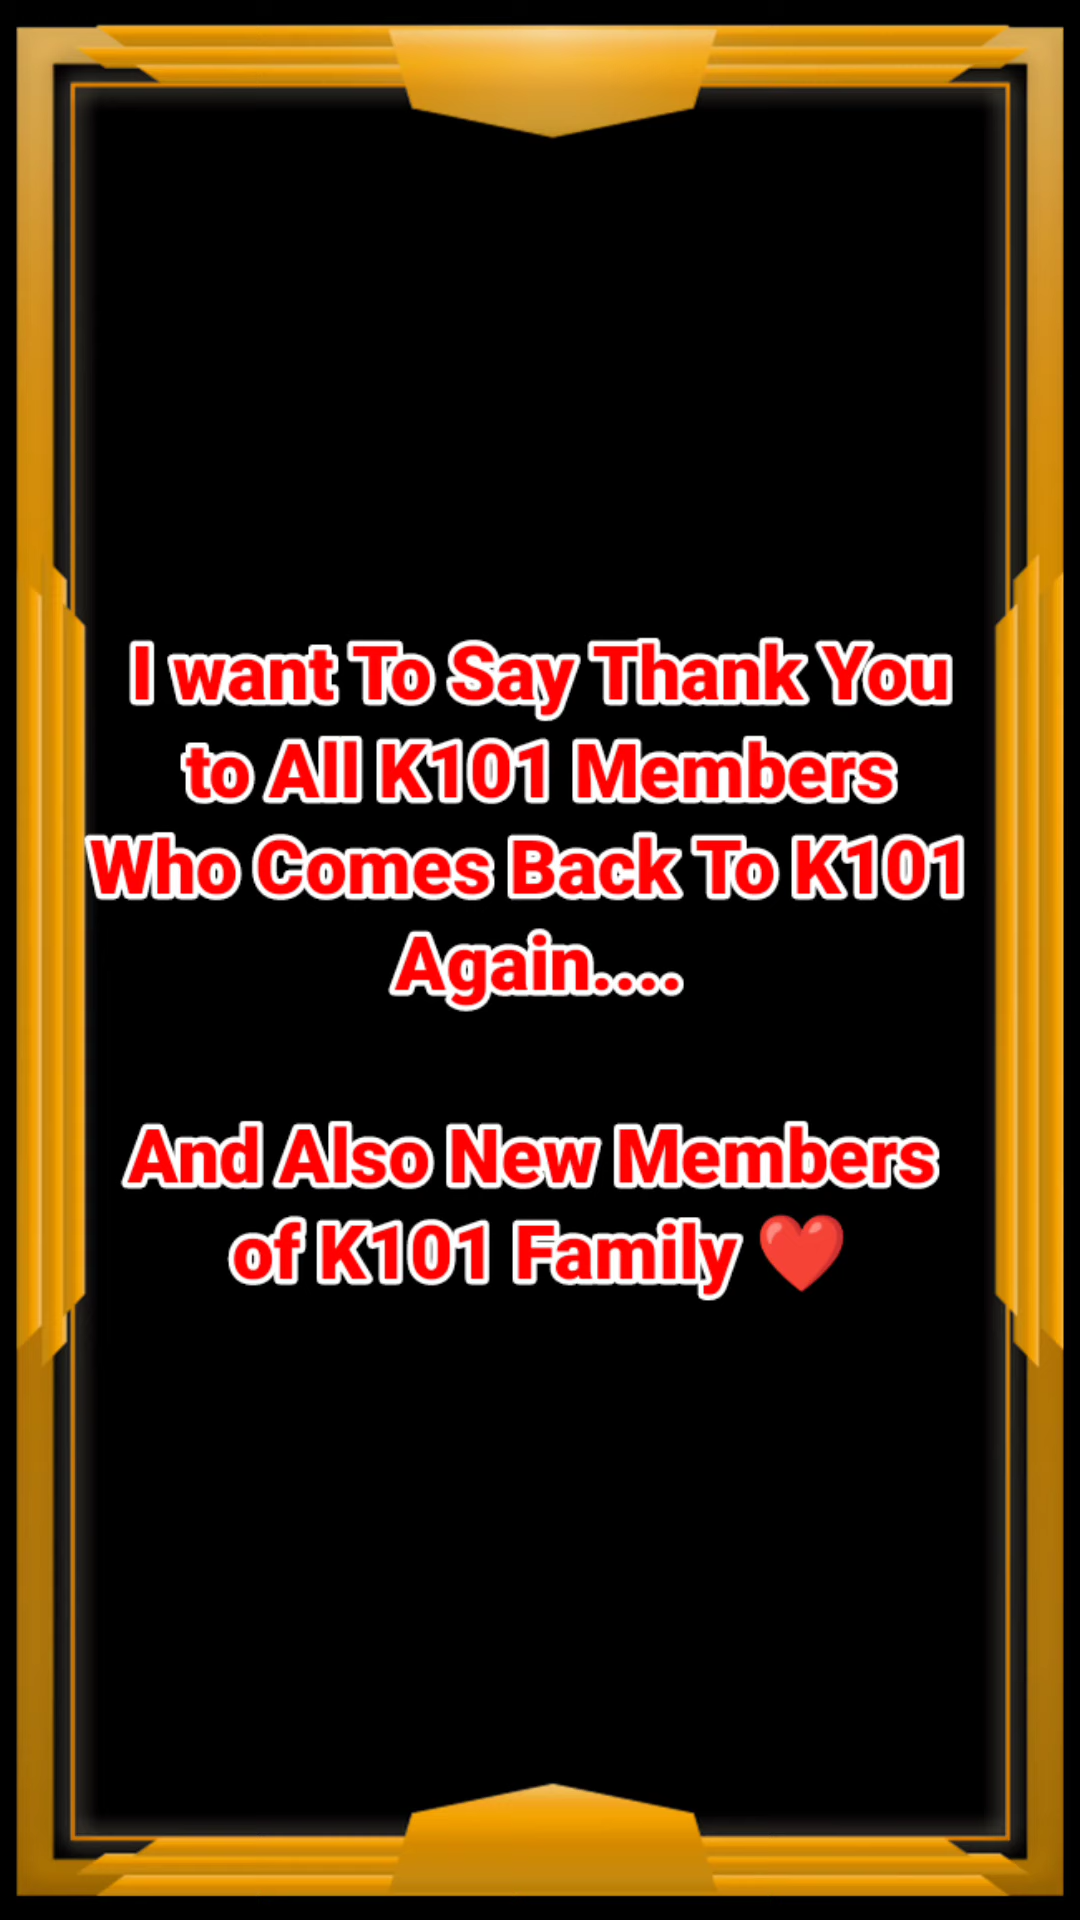 I want To Say Thank You
to All K101 Members
Who Comes Back To K101
Again....
And Also New Members
of K101 Family ❤️